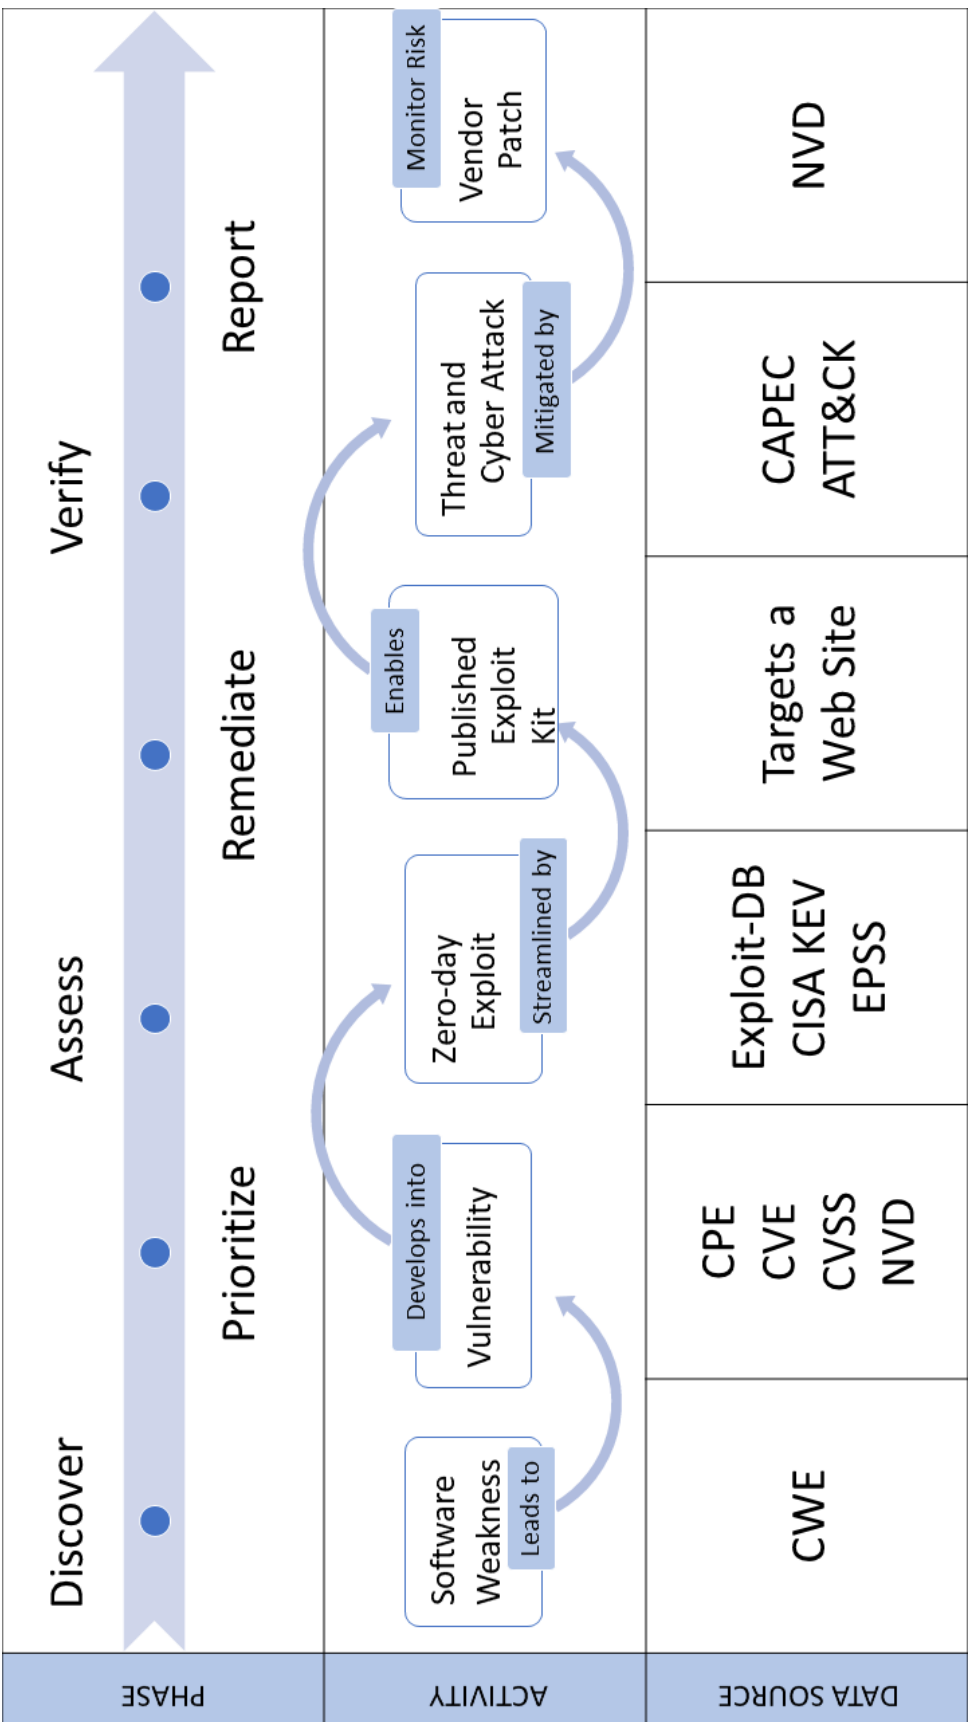 PHASE
Discover
Prioritize
Assess
Remediate
Verify
Report
ACTIVITY
Software
Weakness
Leads to
Develops into
Vulnerability
Zero-day
Exploit
Streamlined by
Enables
Published
Exploit
Kit
Threat and
Cyber Attack
Mitigated by
Monitor Risk
Vendor
Patch
DATA SOURCE
CWE
CPE
CVE
CVSS
NVD
Exploit-DB
CISA KEV
EPSS
Targets a
Web Site
CAPEC
ATT&CK
NVD